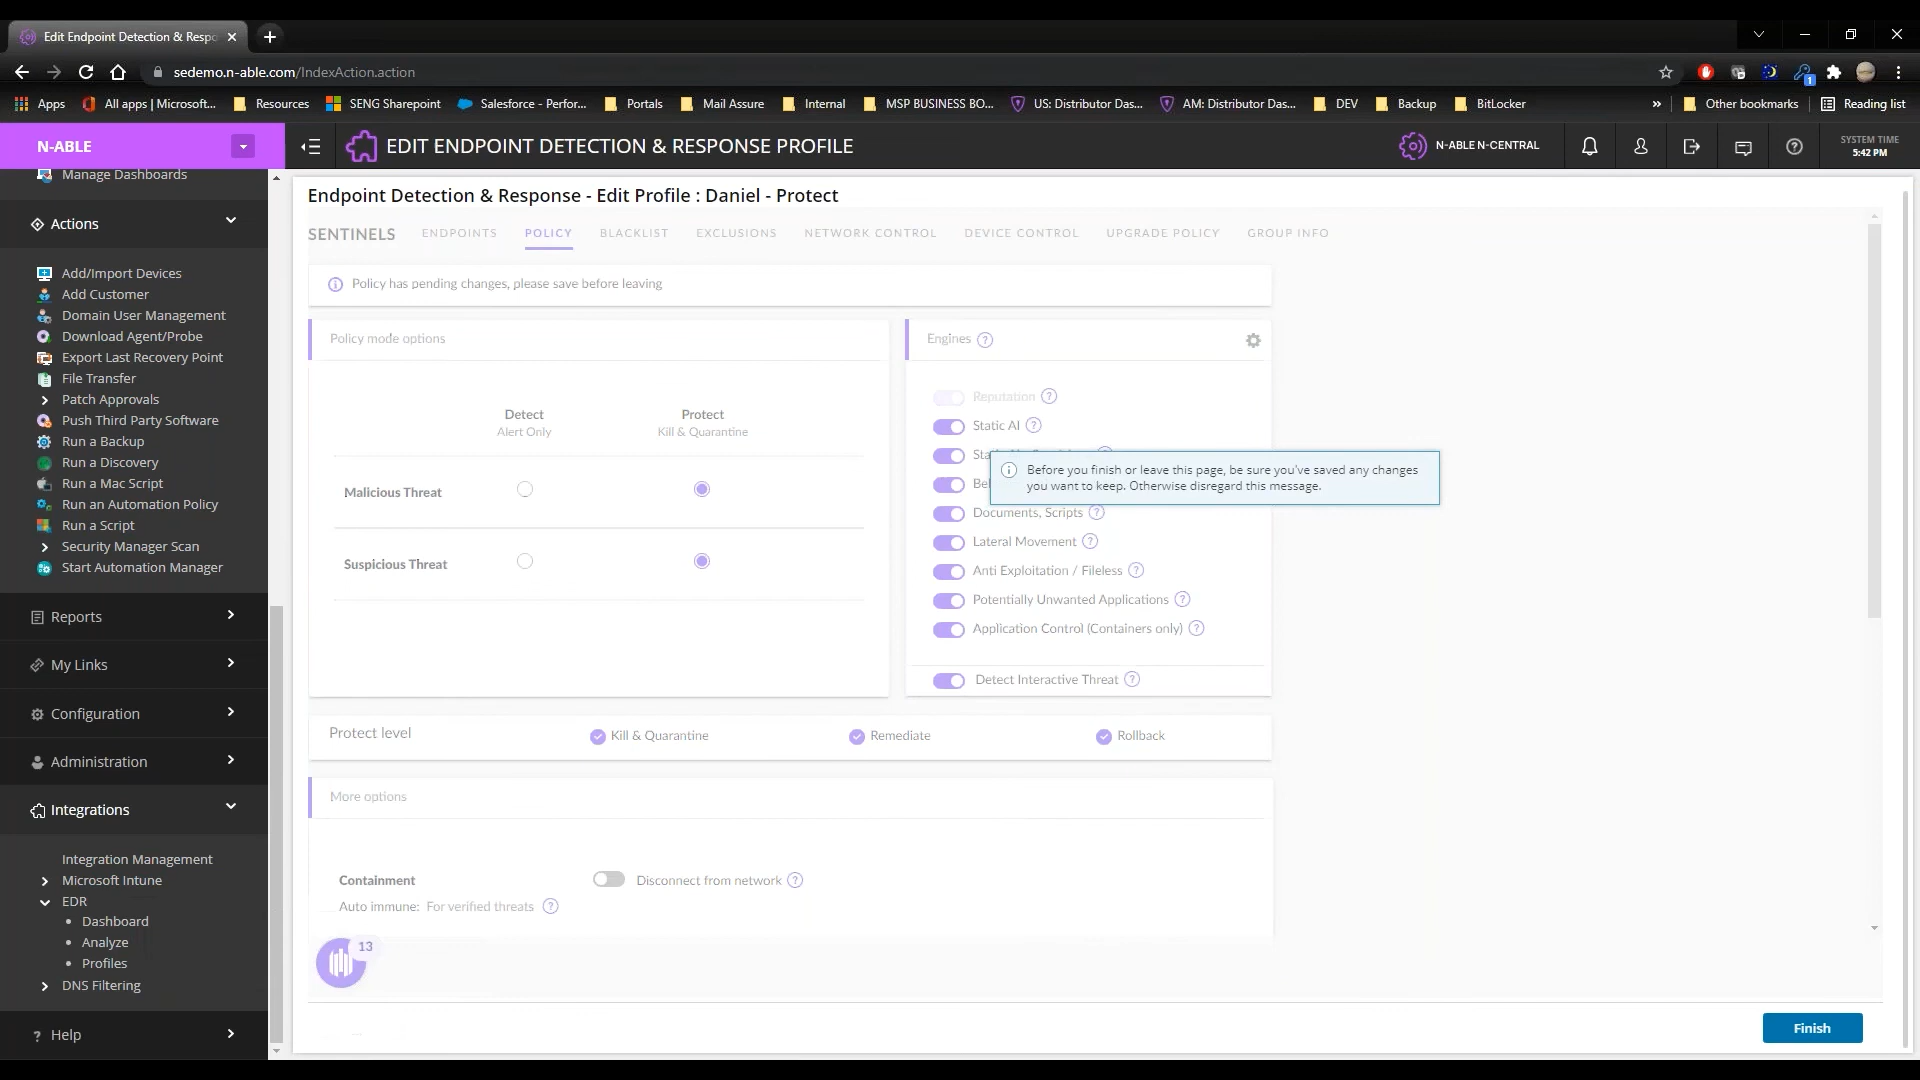 Edit Endpoint Detection & Respo
sedemo.n-able.com/IndexAction.action
1
Apps
All apps | Microsoft...
Resources
SENG Sharepoint
Salesforce - Perfor...
Portals
Mail Assure
Internal
MSP BUSINESS BO...
US: Distributor Das...
AM: Distributor Das...
DEV
Backup
BitLocker
»
Other bookmarks
Reading list
N-ABLE
EDIT ENDPOINT DETECTION & RESPONSE PROFILE
N-ABLE N-CENTRAL
SYSTEM TIME
5:42 PM
Manage Dashboards
Actions
Add/Import Devices
Add Customer
Domain User Management
Download Agent/Probe
Export Last Recovery Point
File Transfer
Patch Approvals
Push Third Party Software
Run a Backup
Run a Discovery
Run a Mac Script
Run an Automation Policy
Run a Script
Security Manager Scan
Start Automation Manager
Reports
My Links
Configuration
Administration
Integrations
Integration Management
Microsoft Intune
EDR
Dashboard
Analyze
Profiles
DNS Filtering
Help
Endpoint Detection & Response - Edit Profile : Daniel - Protect
SENTINELS ENDPOINTS POLICY BLACKLIST EXCLUSIONS NETWORK CONTROL DEVICE CONTROL UPGRADE POLICY GROUP INFO
Policy has pending changes, please save before leaving
Policy mode options
Detect
Alert Only
Protect
Kill & Quarantine
Malicious Threat
Suspicious Threat
Engines
Reputation
Static AI
Before you finish or leave this page, be sure you've saved any changes
you want to keep. Otherwise disregard this message.
Documents, Scripts
Lateral Movement
Anti Exploitation / Fileless
Potentially Unwanted Applications
Application Control (Containers only)
Detect Interactive Threat
Protect level
Kill & Quarantine
Remediate
Rollback
More options
Containment
Disconnect from network
Auto immune: For verified threats
13
Finish